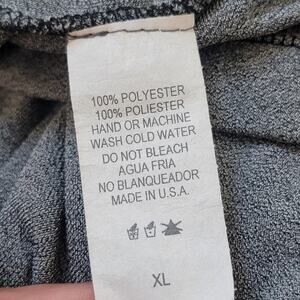 100% POLYESTER
100% POLIESTER
HAND OR MACHINE
WASH COLD WATER
DO NOT BLEACH
AGUA FRIA
NO BLANQUEADOR
MADE IN U.S.A.
XL